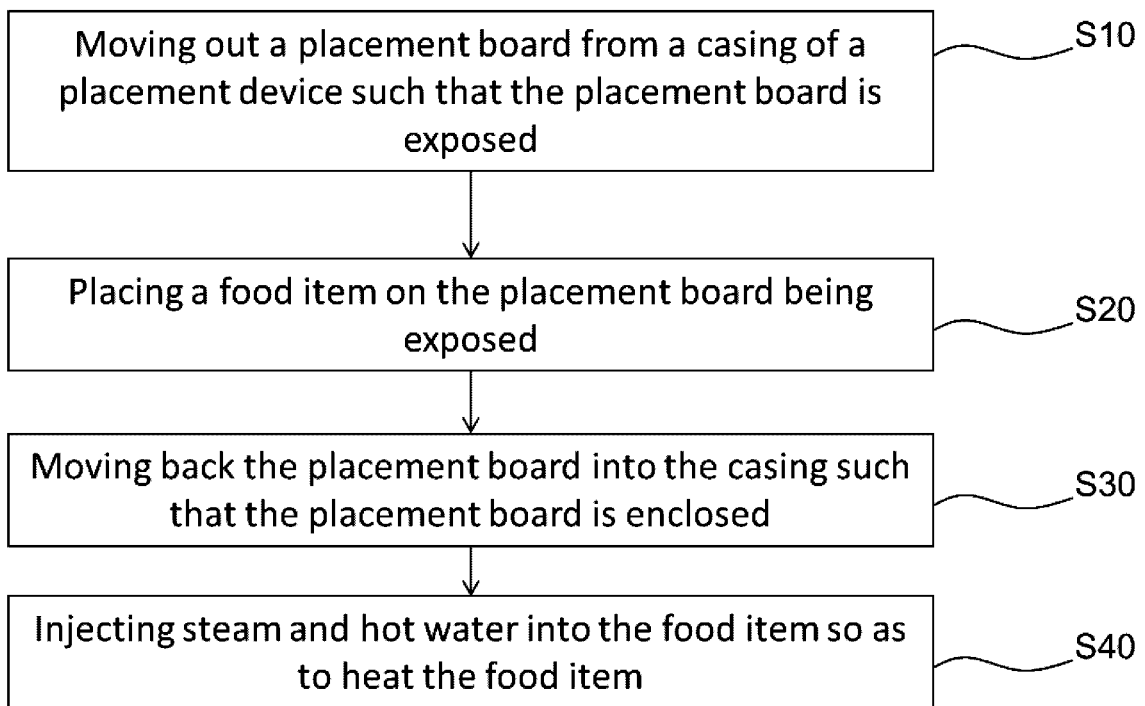 Moving out a placement board from a casing of a
placement device such that the placement board is
exposed
S10
Placing a food item on the placement board being
exposed
S20
Moving back the placement board into the casing such
that the placement board is enclosed
S30
Injecting steam and hot water into the food item so as
to heat the food item
S40